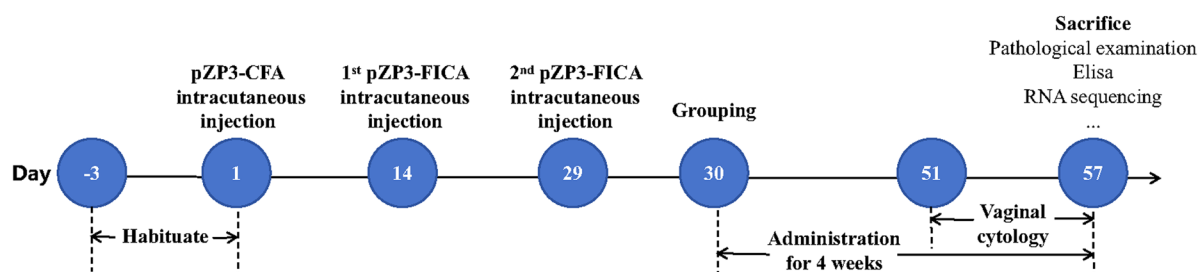 Sacrifice
Pathological examination
Elisa
RNA sequencing
...
pZP3-CFA
intracutaneous
injection
1st pZP3-FICA
intracutaneous
injection
2nd pZP3-FICA
intracutaneous
injection
Grouping
Day -3 1 14 29 30 51 57
Habituate
Vaginal
cytology
Administration
for 4 weeks